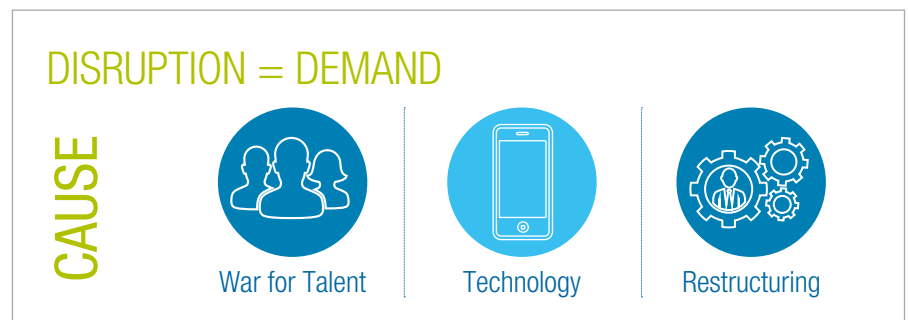 DISRUPTION = DEMAND
CAUSE
War for Talent
Technology
Restructuring